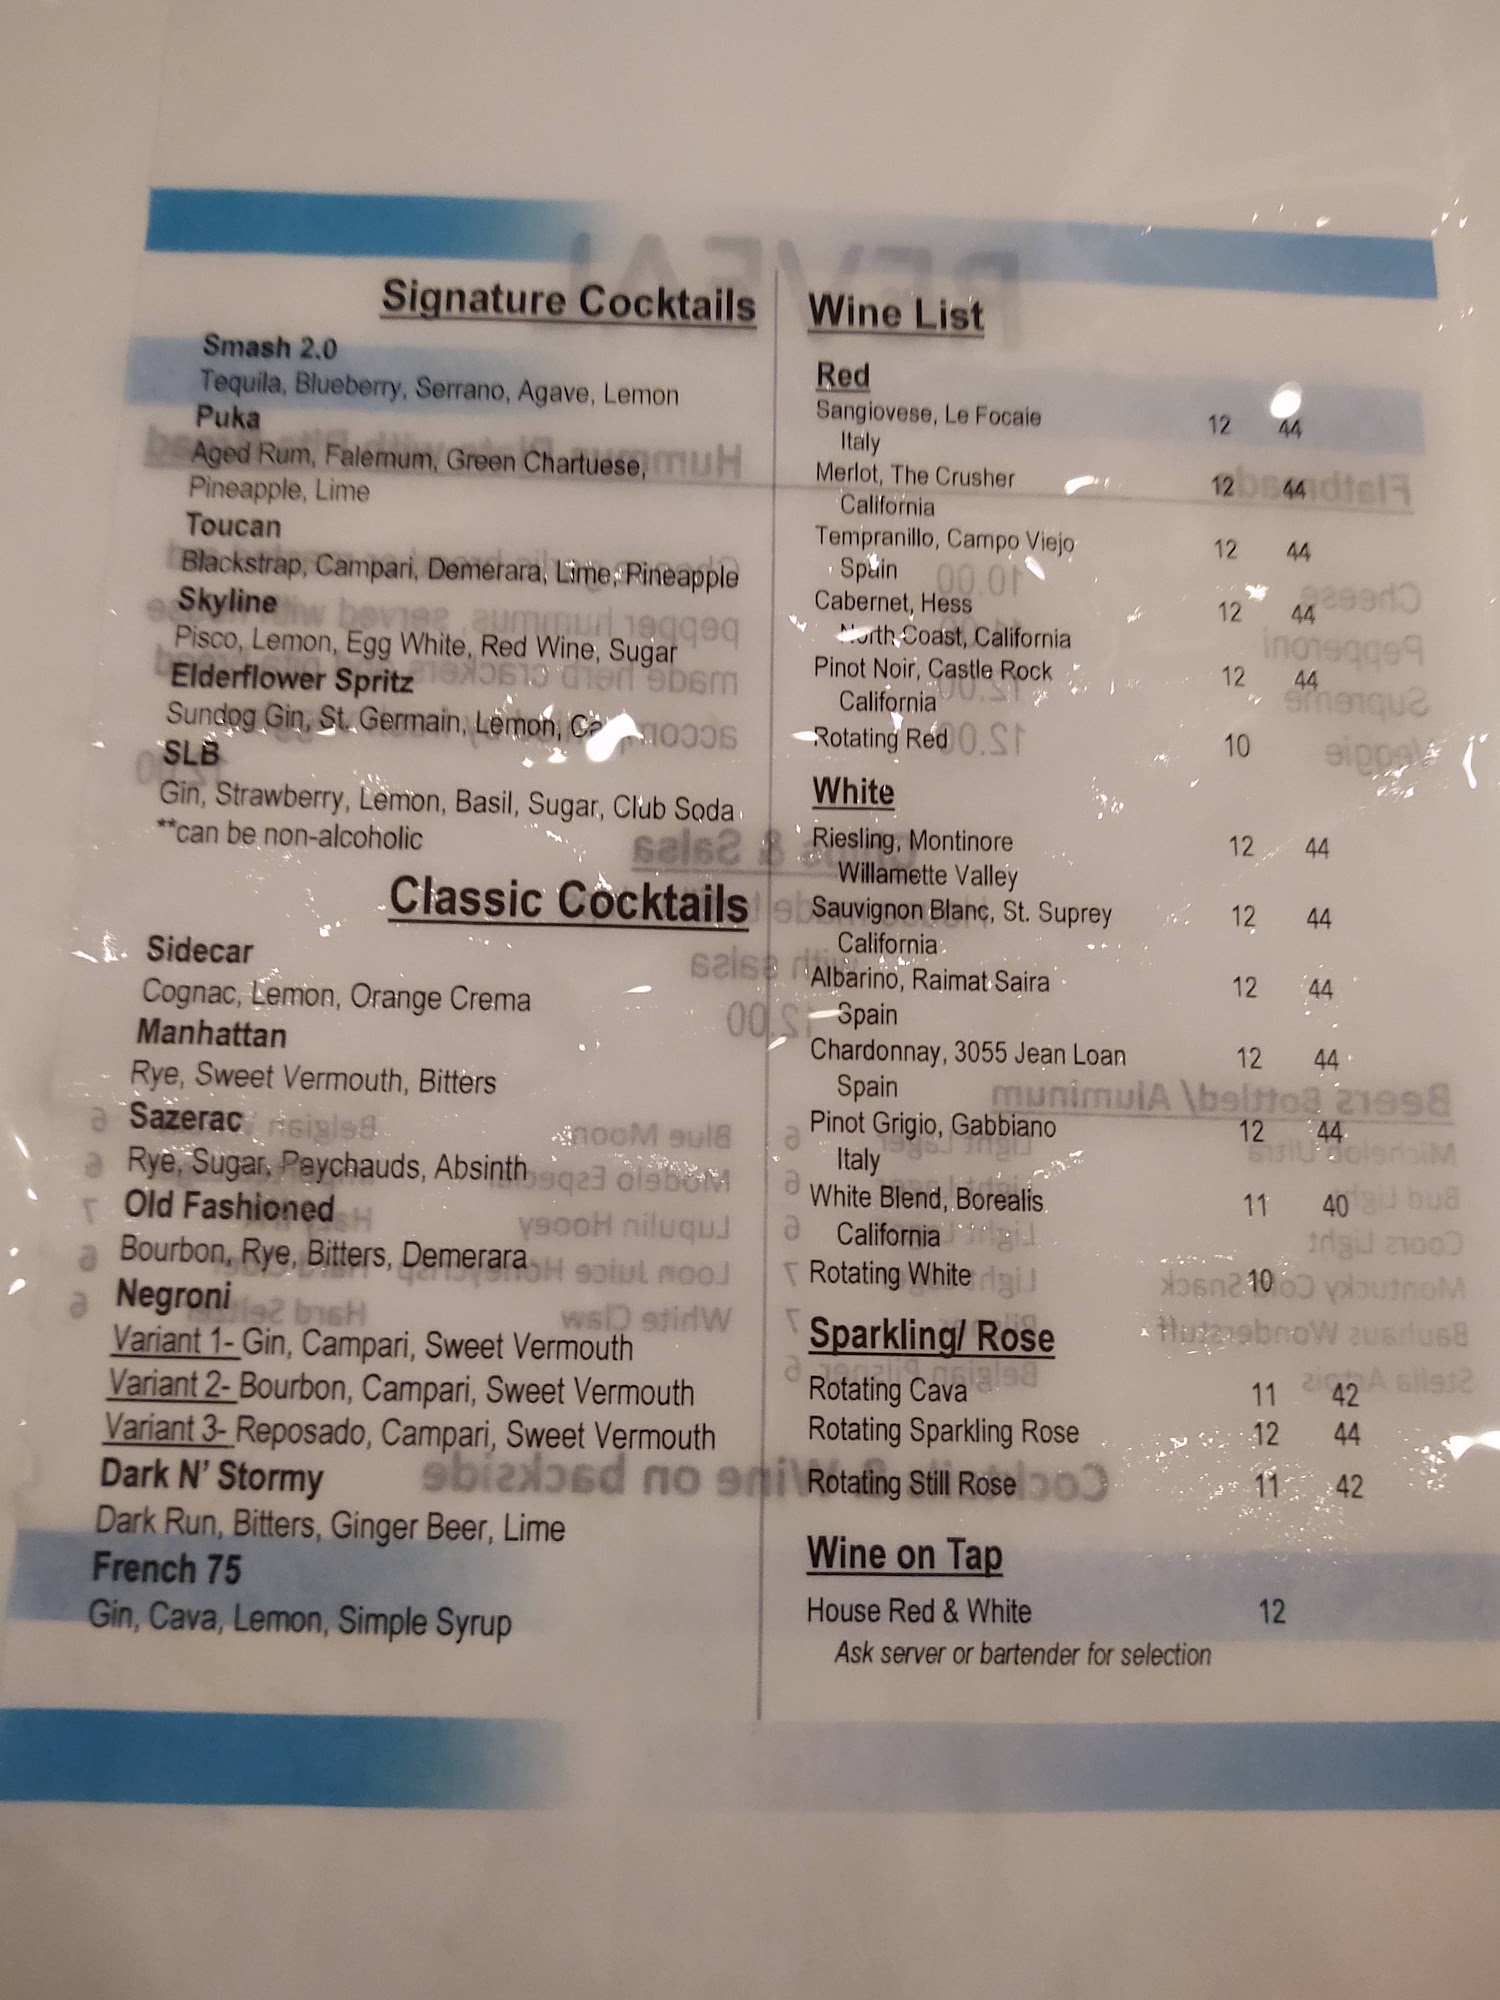 Signature Cocktails
Smash 2.0
Tequila, Blueberry, Serrano, Agave, Lemon
Puka
Aged Rum, Falernum, Green Chartuese,
Pineapple, Lime
Toucan
Blackstrap, Campari, Demerara, Lime, Pineapple
Skyline
Pisco, Lemon, Egg White, Red Wine, Sugar
Elderflower Spritz
Sundog Gin, St. Germain, Lemon,
SLB
Gin, Strawberry, Lemon, Basil, Sugar, Club Soda
**can be non-alcoholic
Classic Cocktails
Sidecar
Cognac, Lemon, Orange Crema
Manhattan
Rye, Sweet Vermouth, Bitters
Sazerac
Rye, Sugar, Peychauds, Absinth
Old Fashioned
Bourbon, Rye, Bitters, Demerara
Negroni
Variant 1- Gin, Campari, Sweet Vermouth
Variant 2- Bourbon, Campari, Sweet Vermouth
Variant 3- Reposado, Campari, Sweet Vermouth
Dark N' Stormy
Dark Run, Bitters, Ginger Beer, Lime
French 75
Gin, Cava, Lemon, Simple Syrup
Wine List
Red
Sangiovese, Le Focaie 12 44
Italy
Merlot, The Crusher 12 44
California
Tempranillo, Campo Viejo 12 44
Spain
Cabernet, Hess 12 44
North Coast, California
Pinot Noir, Castle Rock 12 44
California
Rotating Red 10
White
Riesling, Montinore 12 44
Willamette Valley
Sauvignon Blanc, St. Suprey 12 44
California
Albarino, Raimat Saira 12 44
Spain
Chardonnay, 3055 Jean Loan 12 44
Spain
Pinot Grigio, Gabbiano 12 44
Italy
White Blend, Borealis 11 40
California
Rotating White 10
Sparkling/ Rose
Rotating Cava 11 42
Rotating Sparkling Rose 12 44
Rotating Still Rose 11 42
Wine on Tap
House Red & White 12
Ask server or bartender for selection